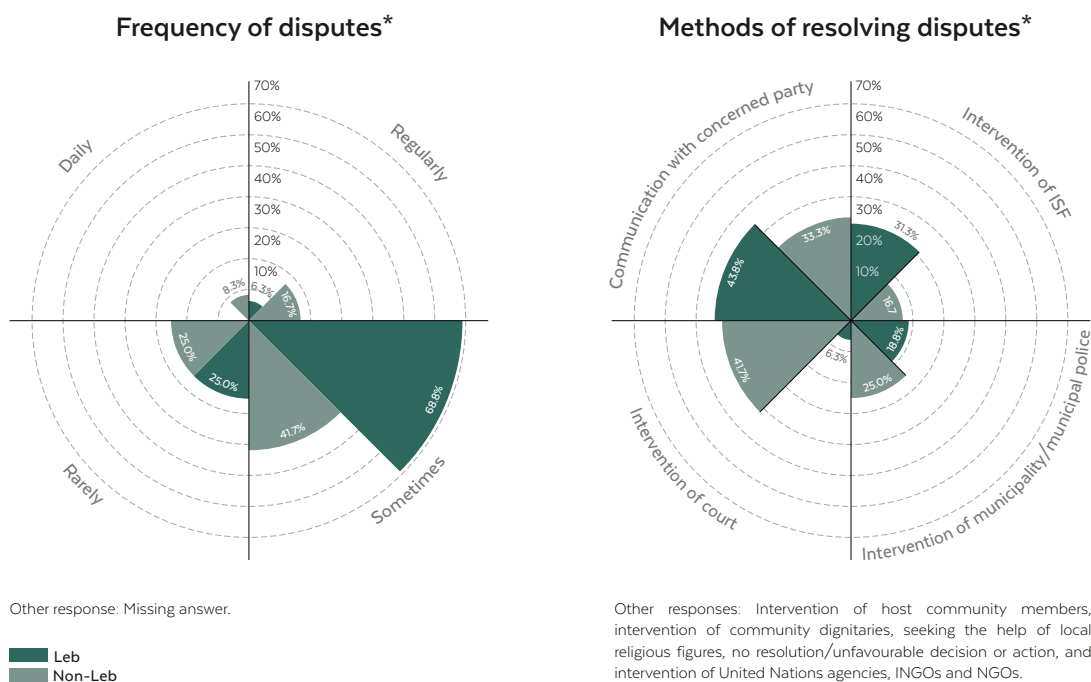 Frequency of disputes*
70%
60%
50%
40%
30%
20%
10%
Daily
Regularly
8.3%
6.3%
16.7%
25.0%
25.0%
41.7%
68.8%
Rarely
Sometimes
Other response: Missing answer.
Leb
Non-Leb
Methods of resolving disputes*
70%
60%
50%
40%
30%
20%
10%
Communication with concerned party
Intervention of ISF
43.8%
33.3%
31.3%
16.7
41.7%
6.3%
18.8%
25.0%
Intervention of court
Intervention of municipality/municipal police
Other responses: Intervention of host community members,
intervention of community dignitaries, seeking the help of local
religious figures, no resolution/unfavourable decision or action, and
intervention of United Nations agencies, INGOs and NGOs.